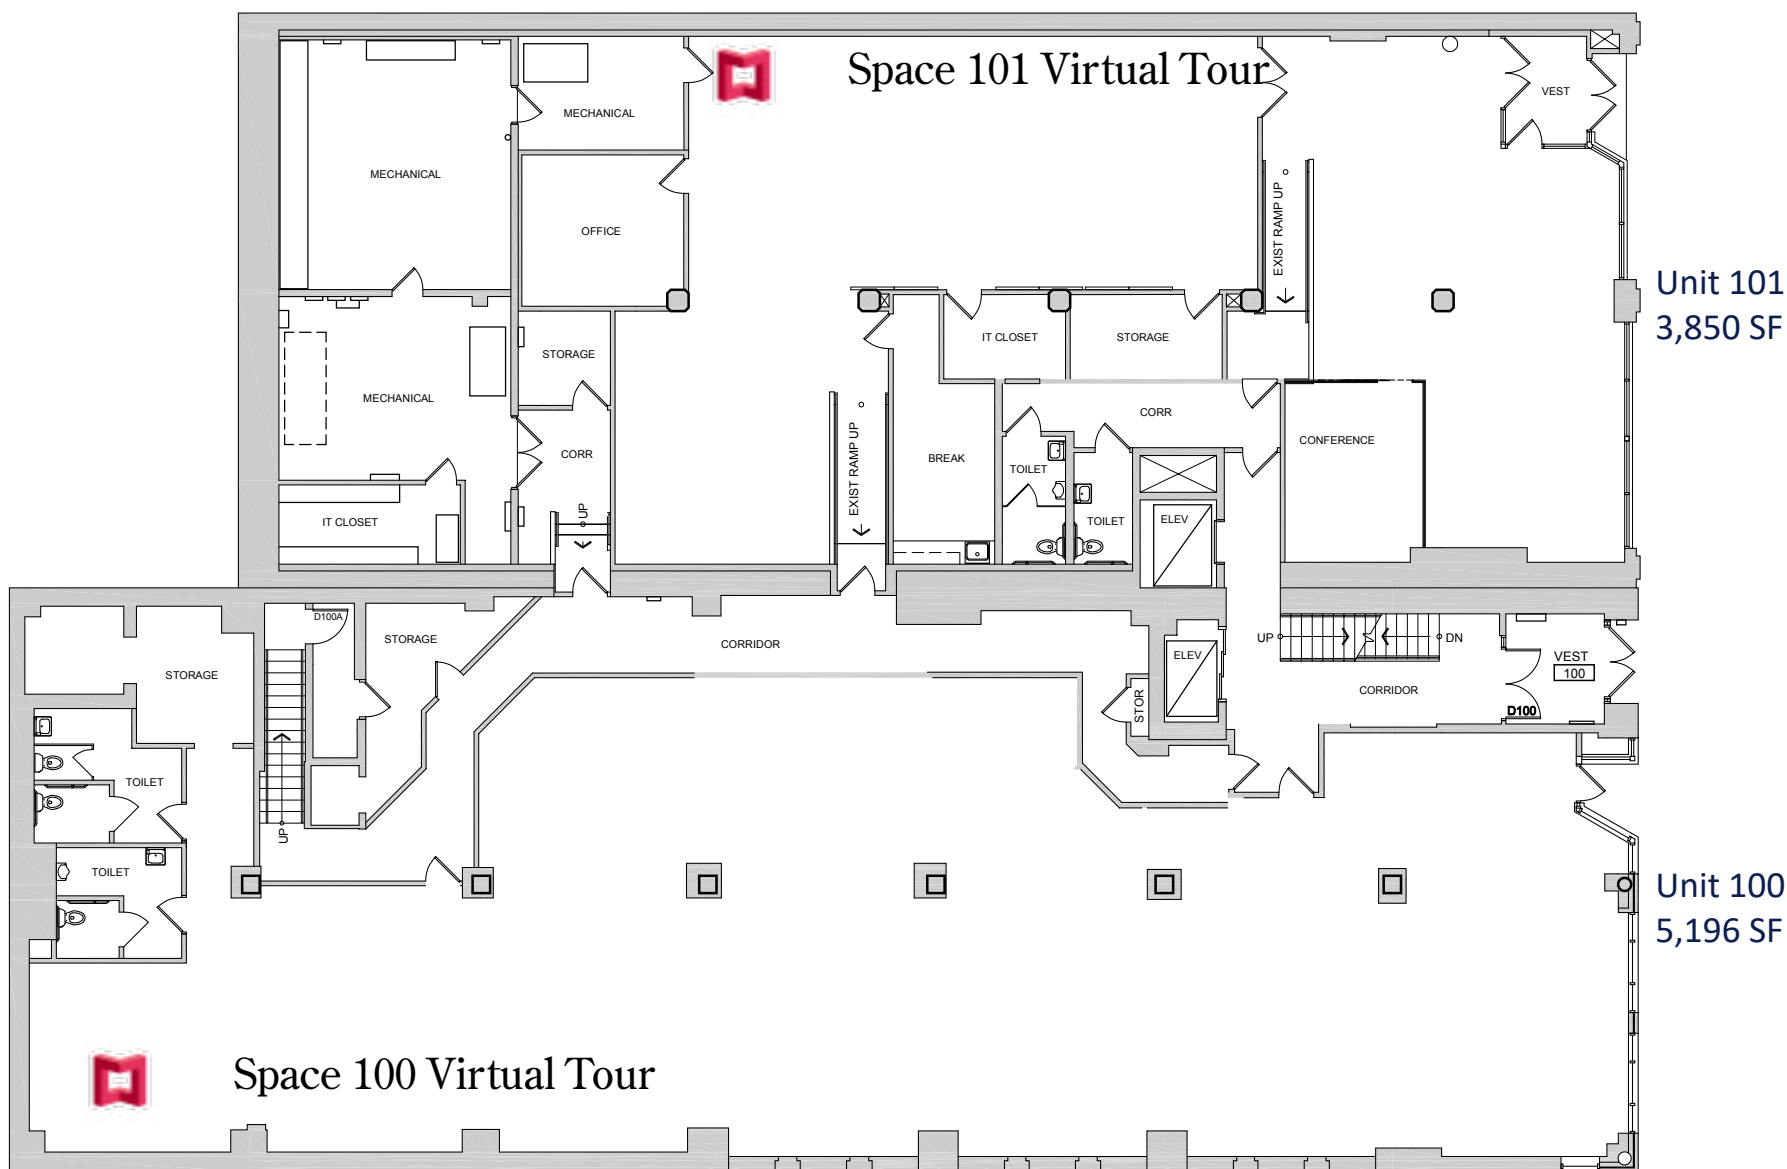 Space 101 Virtual Tour
VEST
MECHANICAL
MECHANICAL
OFFICE
EXIST RAMP UP
Unit 101
3,850 SF
STORAGE
IT CLOSET
STORAGE
MECHANICAL
CORR
CORR
EXIST RAMP UP
BREAK
CONFERENCE
TOILET
IT CLOSET
UP
TOILET
ELEV
D100A
STORAGE
CORRIDOR
UP
DN
ELEV
VEST
100
STORAGE
CORRIDOR
STOR
D100
TOILET
UP
TOILET
Unit 100
5,196 SF
Space 100 Virtual Tour